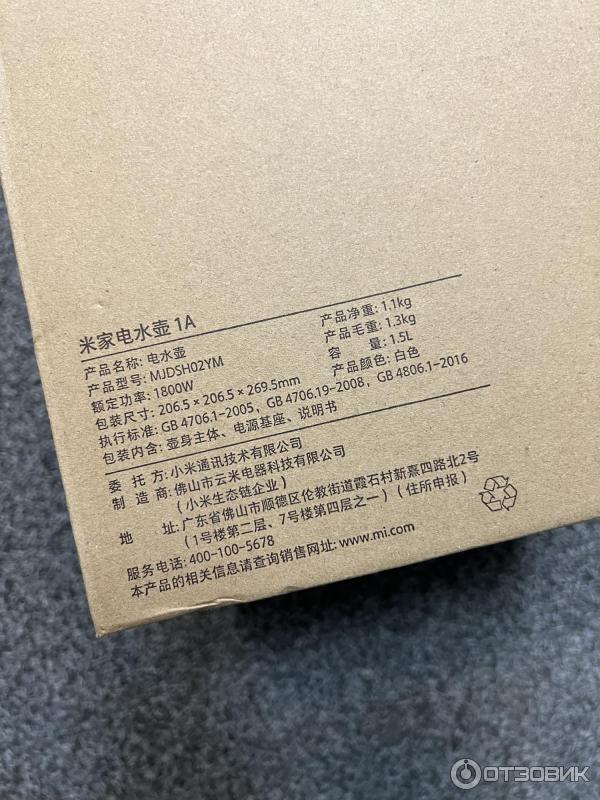 米家电水壶 1A
产品名称: 电水壶
产品净重: 1.1kg
产品型号: MJDSH02YM
产品毛重: 1.3kg
额定功率: 1800W
容 量: 1.5L
包装尺寸: 206.5 × 206.5 × 269.5mm
产品颜色: 白色
执行标准: GB 4706.1-2005, GB 4706.19-2008, GB 4806.1-2016
包装内含: 壶身主体、电源基座、说明书
委 托 方: 小米通讯技术有限公司
制 造 商: 佛山市云米电器科技有限公司
(小米生态链企业)
地 址: 广东省佛山市顺德区伦教街道霞石村新熹四路北2号
(1号楼第二层、7号楼第四层之一) (住所申报)
服务电话: 400-100-5678
本产品的相关信息请查询销售网址: www.mi.com
ОТЗОВИК